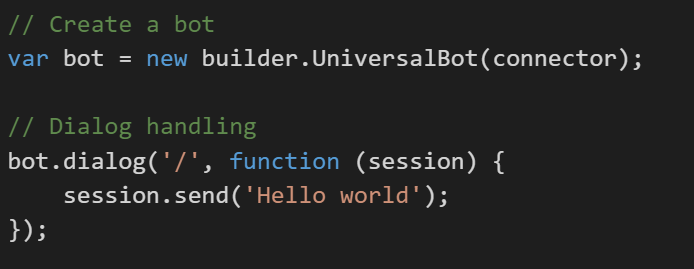 // Create a bot
var bot = new builder.UniversalBot(connector);
// Dialog handling
bot.dialog('/', function (session) {
    session.send('Hello world');
});